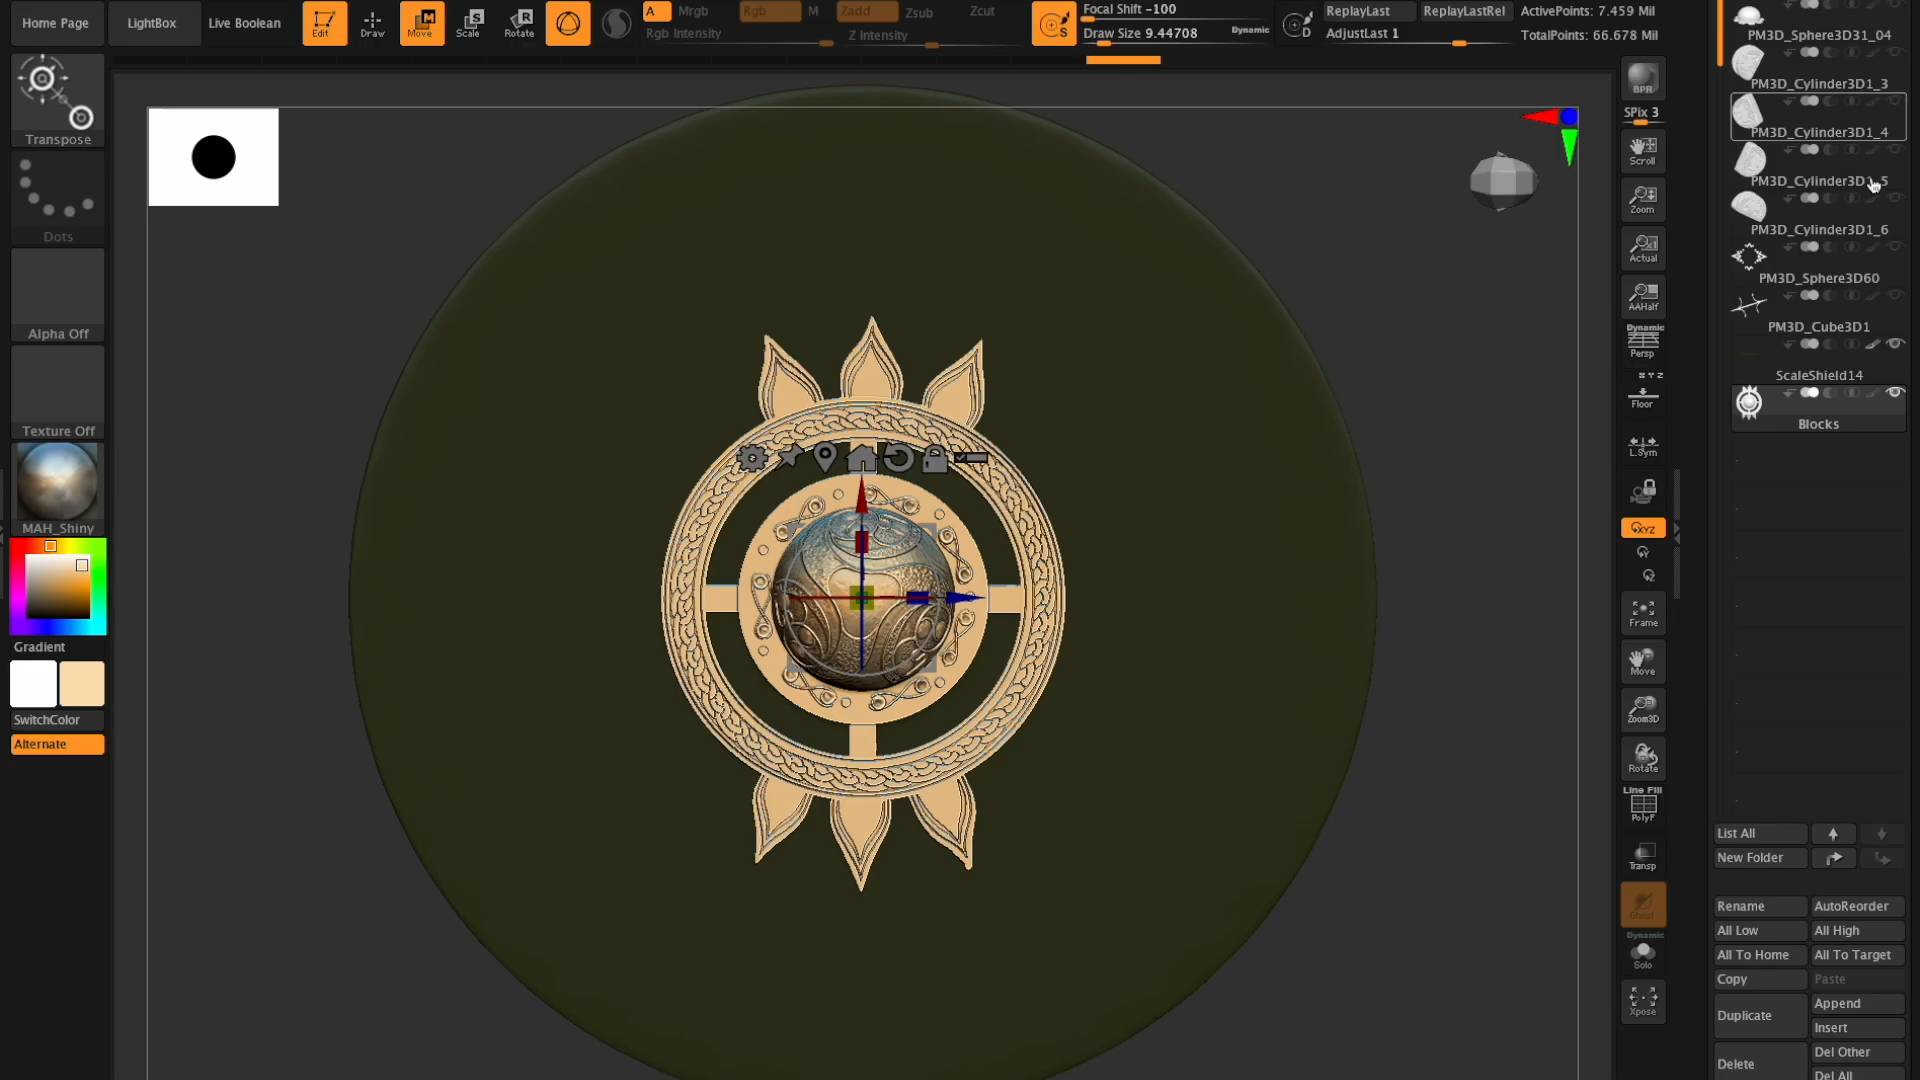 Home Page
LightBox
Live Boolean
Edit
Draw
Move
Scale
Rotate
A
Mrgb
Rgb
M
Zadd
Zsub
Zcut
Rgb Intensity
Z Intensity
Focal Shift -100
Draw Size 9.44708
Dynamic
ReplayLast
ReplayLastRel
AdjustLast 1
ActivePoints: 7.459 Mil
TotalPoints: 66.678 Mil
Transpose
Dots
Alpha Off
Texture Off
MAH_Shiny
Gradient
SwitchColor
Alternate
BPR
SPix 3
Scroll
Zoom
Actual
AAHalf
Dynamic
Persp
X Y Z
Floor
L.Sym
XYZ
Frame
Move
Zoom3D
Rotate
Line Fill
PolyF
Transp
Ghost
Dynamic
Solo
Xpose
PM3D_Sphere3D31_04
PM3D_Cylinder3D1_3
PM3D_Cylinder3D1_4
PM3D_Cylinder3D1_5
PM3D_Cylinder3D1_6
PM3D_Sphere3D60
PM3D_Cube3D1
ScaleShield14
Blocks
List All
New Folder
Rename
AutoReorder
All Low
All High
All To Home
All To Target
Copy
Paste
Duplicate
Append
Insert
Delete
Del Other
Del All